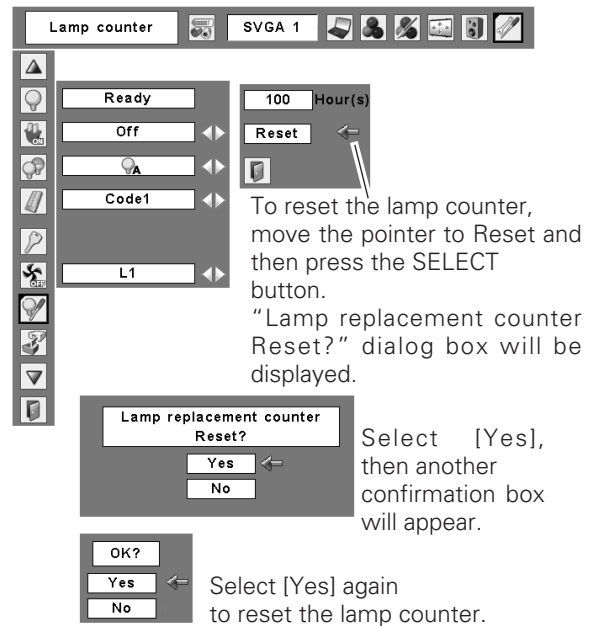 Lamp counter
SVGA 1
ON
Ready
Off
A
Code1
OFF
L1
100 Hour(s)
Reset
To reset the lamp counter,
move the pointer to Reset and
then press the SELECT
button.
“Lamp replacement counter
Reset?” dialog box will be
displayed.
Lamp replacement counter
Reset?
Yes
No
Select [Yes],
then another
confirmation box
will appear.
OK?
Yes
No
Select [Yes] again
to reset the lamp counter.